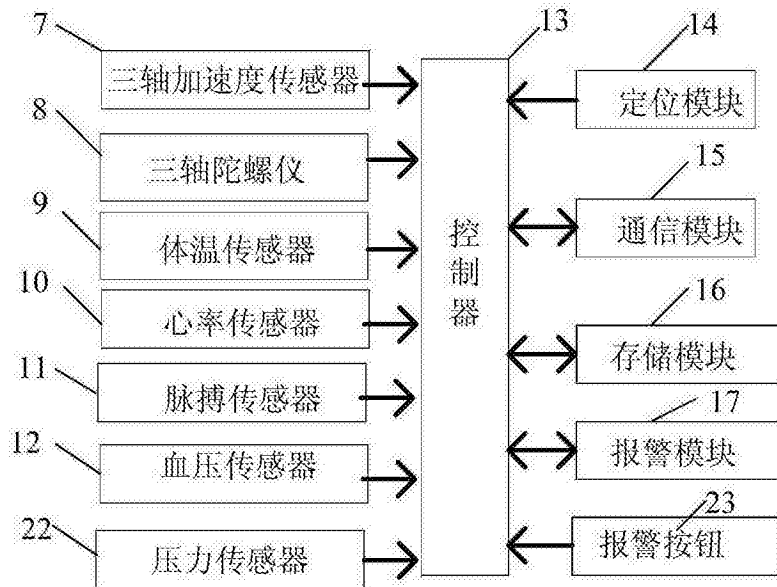 7
三轴加速度传感器
8
三轴陀螺仪
9
体温传感器
10
心率传感器
11
脉搏传感器
12
血压传感器
22
压力传感器
13
控制器
14
定位模块
15
通信模块
16
存储模块
17
报警模块
23
报警按钮